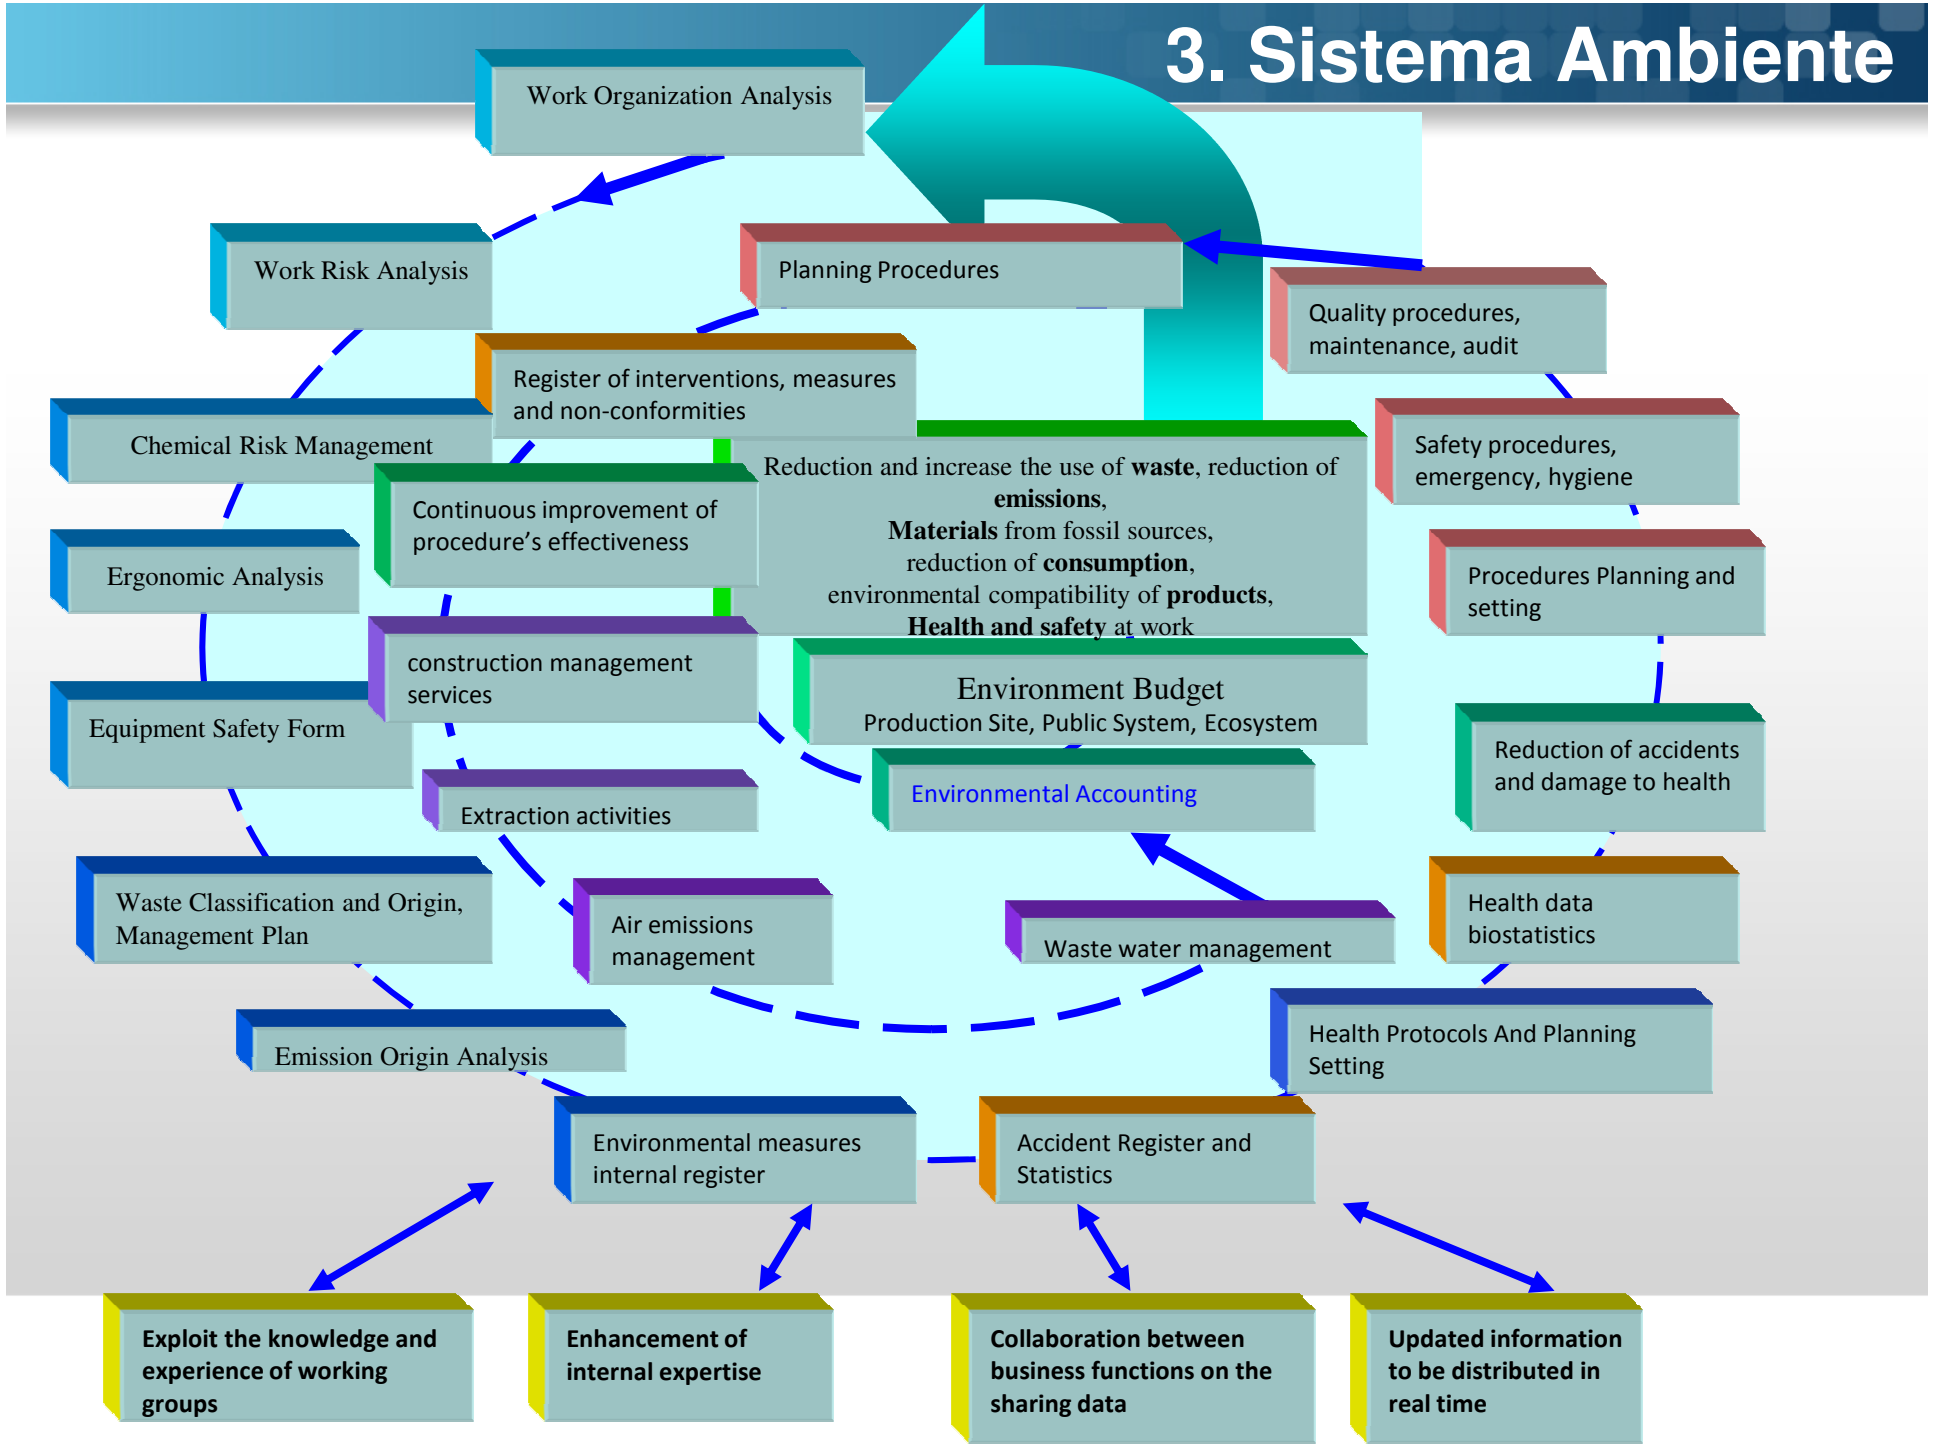 3. Sistema Ambiente
Work Organization Analysis
Work Risk Analysis
Planning Procedures
Quality procedures,
maintenance, audit
Register of interventions, measures
and non-conformities
Chemical Risk Management
Safety procedures,
emergency, hygiene
Reduction and increase the use of waste, reduction of
emissions,
Materials from fossil sources,
reduction of consumption,
environmental compatibility of products,
Health and safety at work
Continuous improvement of
procedure's effectiveness
Ergonomic Analysis
Procedures Planning and
setting
construction management
services
Environment Budget
Production Site, Public System, Ecosystem
Equipment Safety Form
Reduction of accidents
and damage to health
Environmental Accounting
Extraction activities
Waste Classification and Origin,
Management Plan
Air emissions
management
Waste water management
Health data
biostatistics
Emission Origin Analysis
Health Protocols And Planning
Setting
Environmental measures
internal register
Accident Register and
Statistics
Exploit the knowledge and
experience of working
groups
Enhancement of
internal expertise
Collaboration between
business functions on the
sharing data
Updated information
to be distributed in
real time